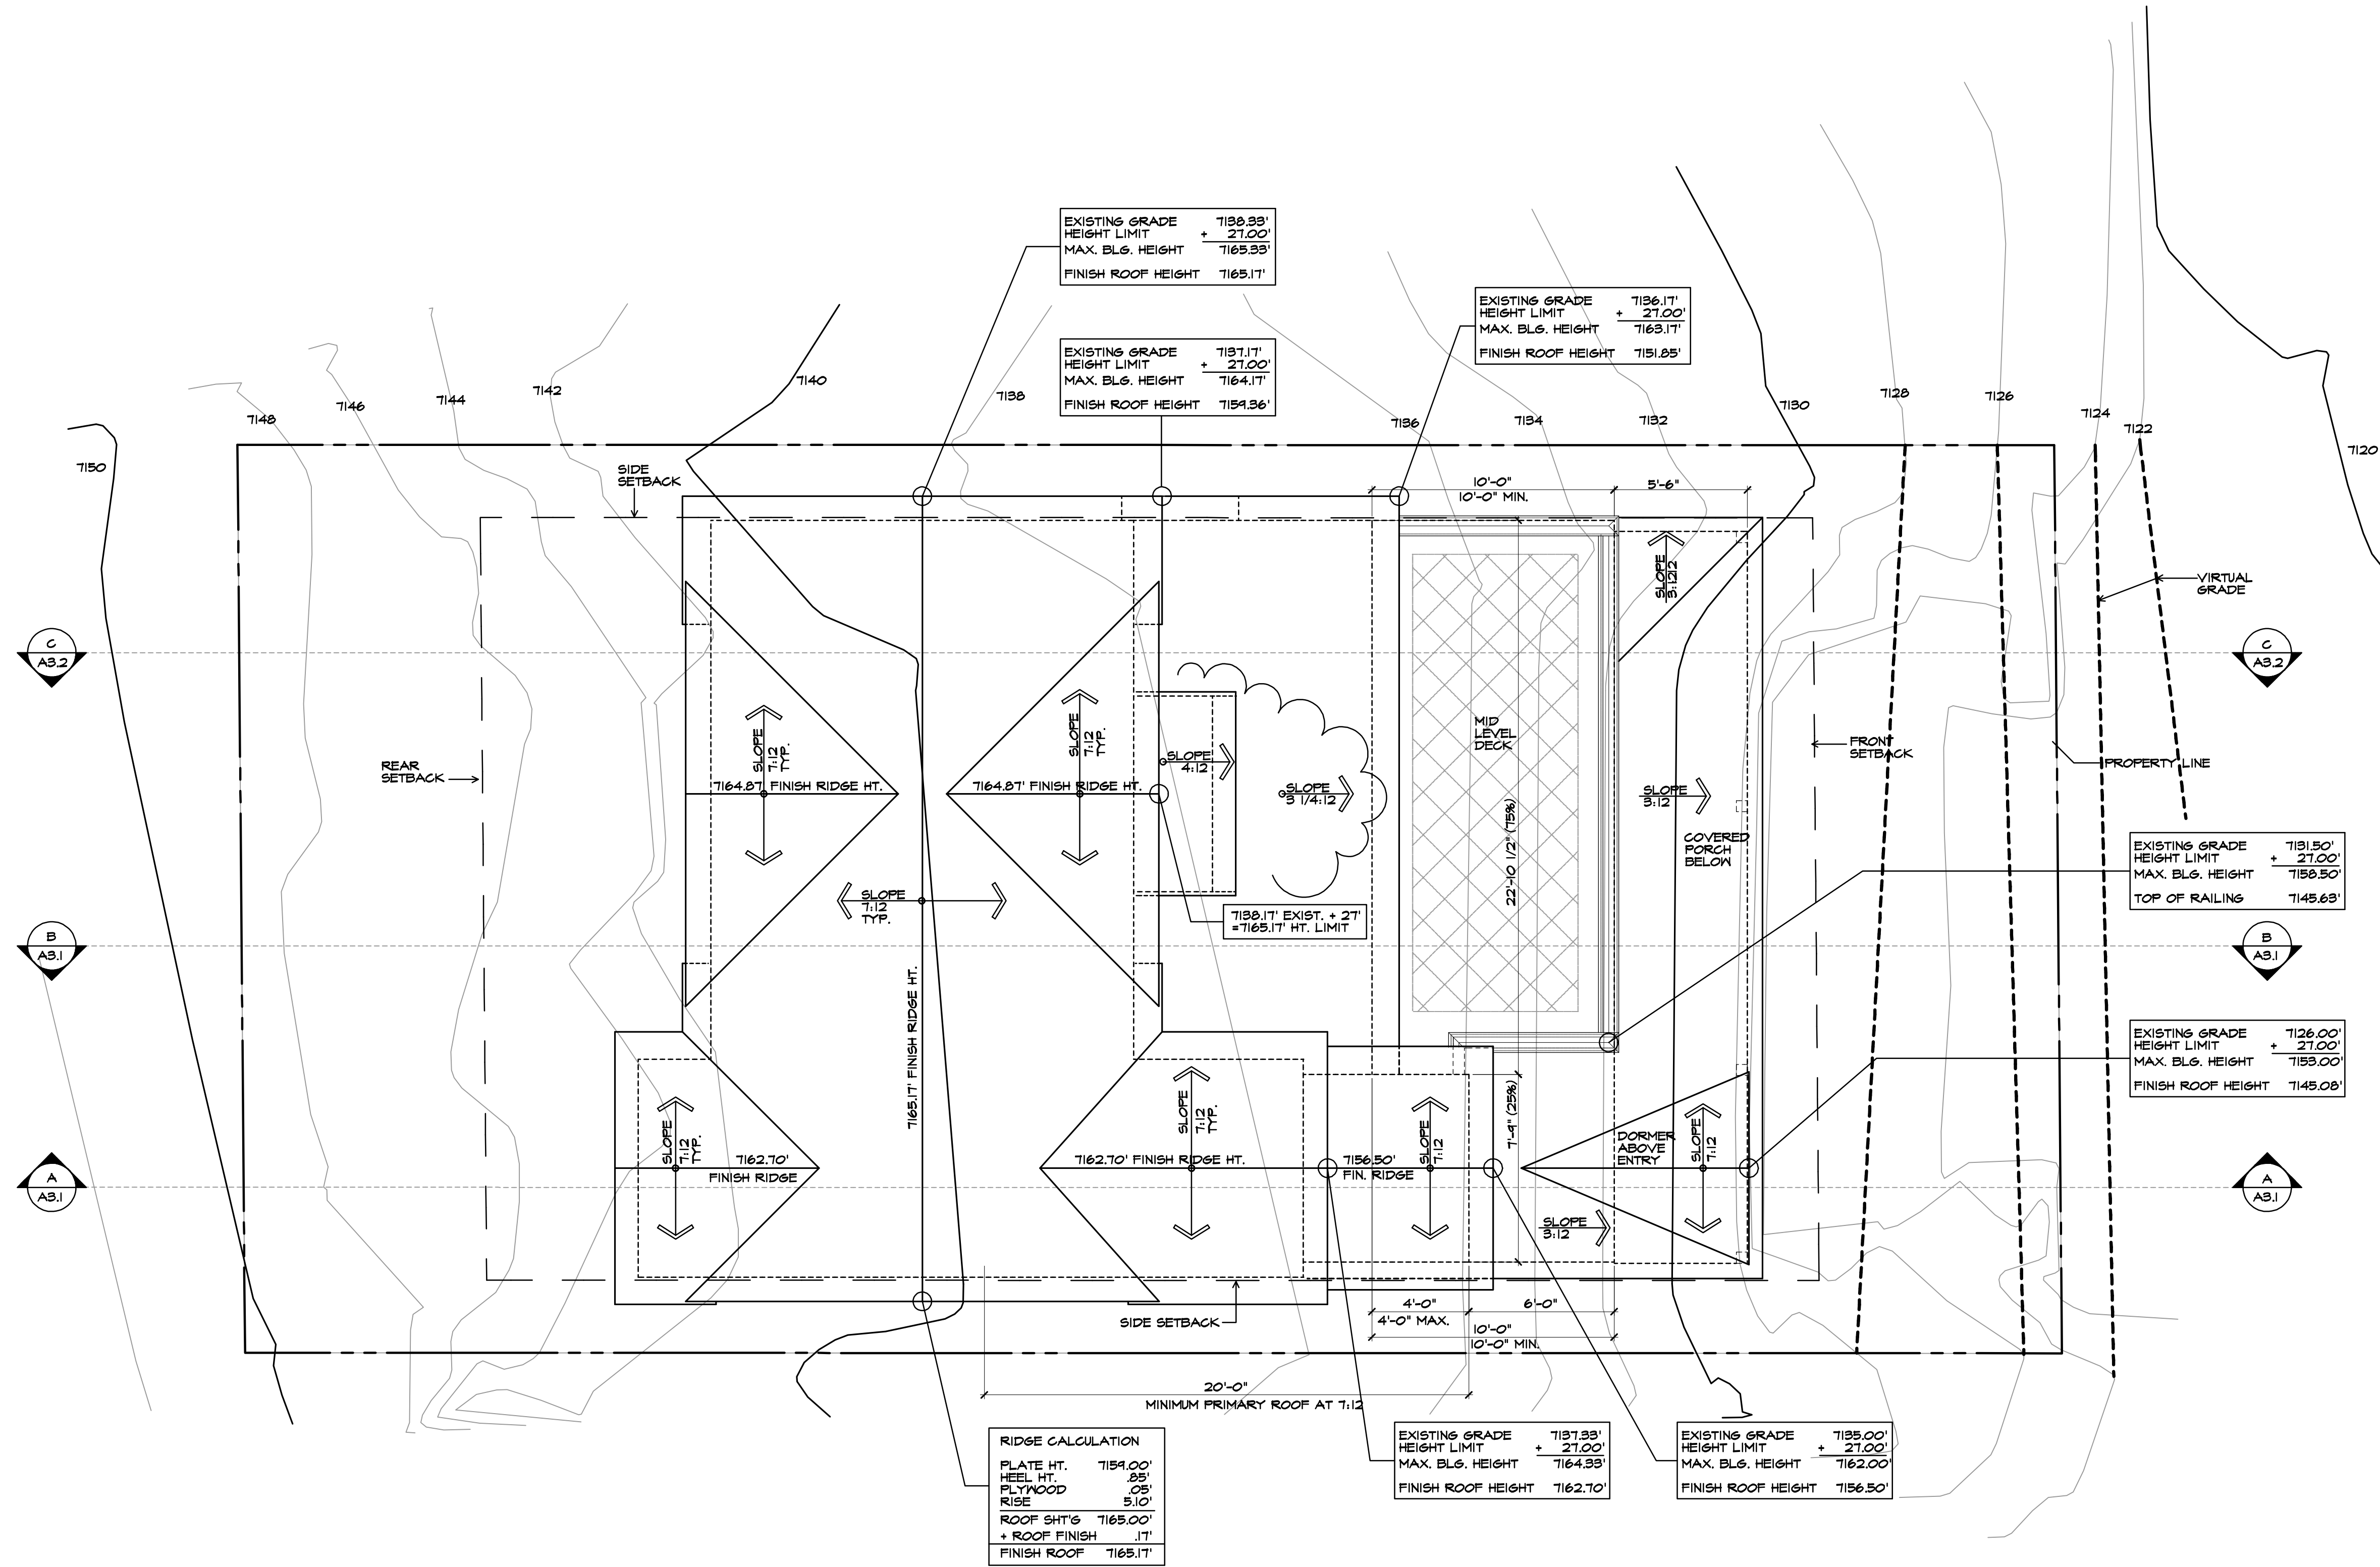 EXISTING GRADE 7138.33'
HEIGHT LIMIT + 27.00'
MAX. BLG. HEIGHT 7165.33'
FINISH ROOF HEIGHT 7165.17'
EXISTING GRADE 7136.17'
HEIGHT LIMIT + 27.00'
MAX. BLG. HEIGHT 7163.17'
FINISH ROOF HEIGHT 7151.85'
EXISTING GRADE 7137.17'
HEIGHT LIMIT + 27.00'
MAX. BLG. HEIGHT 7164.17'
FINISH ROOF HEIGHT 7159.36'
7150
7148
7146
7144
7142
7140
7138
7136
7134
7132
7130
7128
7126
7124
7122
7120
SIDE
SETBACK
10'-0"
10'-0" MIN.
5'-6"
SLOPE
3:12
12
VIRTUAL
GRADE
C
A3.2
C
A3.2
SLOPE
7:12
TYP.
7164.87' FINISH RIDGE HT.
SLOPE
7:12
TYP.
7164.87' FINISH RIDGE HT.
SLOPE
4:12
SLOPE
3 1/4:12
MID
LEVEL
DECK
22'-10 1/2" (75%)
SLOPE
3:12
COVERED
PORCH
BELOW
FRONT
SETBACK
PROPERTY LINE
REAR
SETBACK
SLOPE
7:12
TYP.
7138.17' EXIST. + 27'
=7165.17' HT. LIMIT
EXISTING GRADE 7131.50'
HEIGHT LIMIT + 27.00'
MAX. BLG. HEIGHT 7158.50'
TOP OF RAILING 7145.63'
B
A3.1
B
A3.1
7165.17' FINISH RIDGE HT.
EXISTING GRADE 7126.00'
HEIGHT LIMIT + 27.00'
MAX. BLG. HEIGHT 7153.00'
FINISH ROOF HEIGHT 7145.08'
SLOPE
7:12
TYP.
7162.70'
FINISH RIDGE
SLOPE
7:12
TYP.
7162.70' FINISH RIDGE HT.
7156.50'
FIN. RIDGE
SLOPE
7:12
7'-9" (25%)
DORMER
ABOVE
ENTRY
SLOPE
7:12
SLOPE
3:12
A
A3.1
A
A3.1
SIDE SETBACK
4'-0"
4'-0" MAX.
6'-0"
10'-0"
10'-0" MIN.
20'-0"
MINIMUM PRIMARY ROOF AT 7:12
RIDGE CALCULATION
PLATE HT. 7159.00'
HEEL HT. .85'
PLYWOOD .05'
RISE 5.10'
ROOF SHT'G 7165.00'
+ ROOF FINISH .17'
FINISH ROOF 7165.17'
EXISTING GRADE 7137.33'
HEIGHT LIMIT + 27.00'
MAX. BLG. HEIGHT 7164.33'
FINISH ROOF HEIGHT 7162.70'
EXISTING GRADE 7135.00'
HEIGHT LIMIT + 27.00'
MAX. BLG. HEIGHT 7162.00'
FINISH ROOF HEIGHT 7156.50'